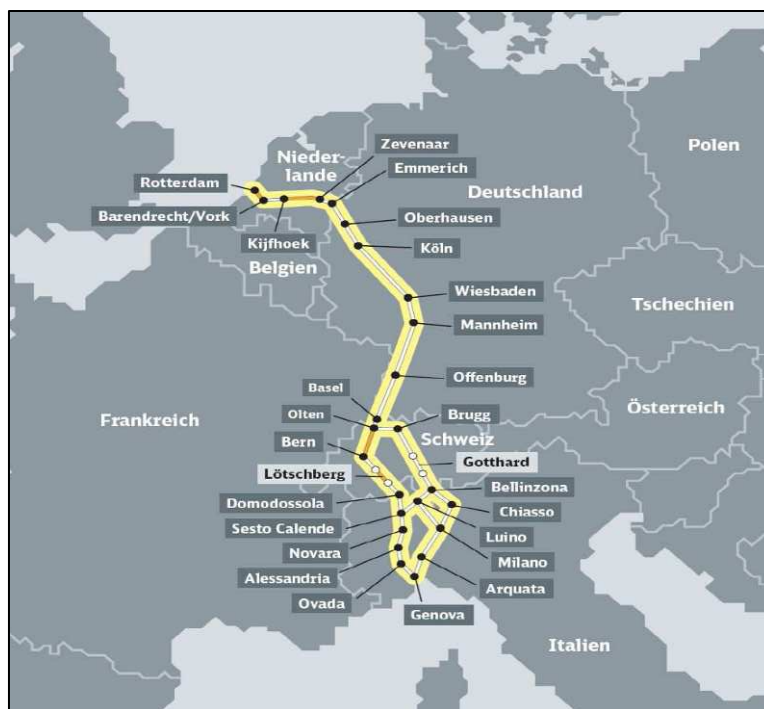 Polen
Zevenaar
Nieder-
lande
Emmerich
Rotterdam
Deutschland
Barendrecht/Vork
Oberhausen
Kijfhoek
Köln
Belgien
Wiesbaden
Tschechien
Mannheim
Offenburg
Basel
Österreich
Olten
Brugg
Frankreich
Schweiz
Bern
Gotthard
Lötschberg
Bellinzona
Domodossola
Chiasso
Sesto Calende
Luino
Novara
Milano
Alessandria
Arquata
Ovada
Genova
Italien